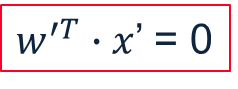 w′ᵀ · x’ = 0